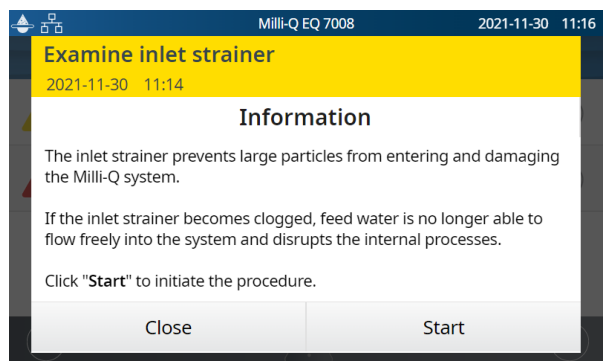 Milli-Q EQ 7008 2021-11-30 11:16
Examine inlet strainer
2021-11-30 11:14
Information
The inlet strainer prevents large particles from entering and damaging
the Milli-Q system.
If the inlet strainer becomes clogged, feed water is no longer able to
flow freely into the system and disrupts the internal processes.
Click "Start" to initiate the procedure.
Close Start